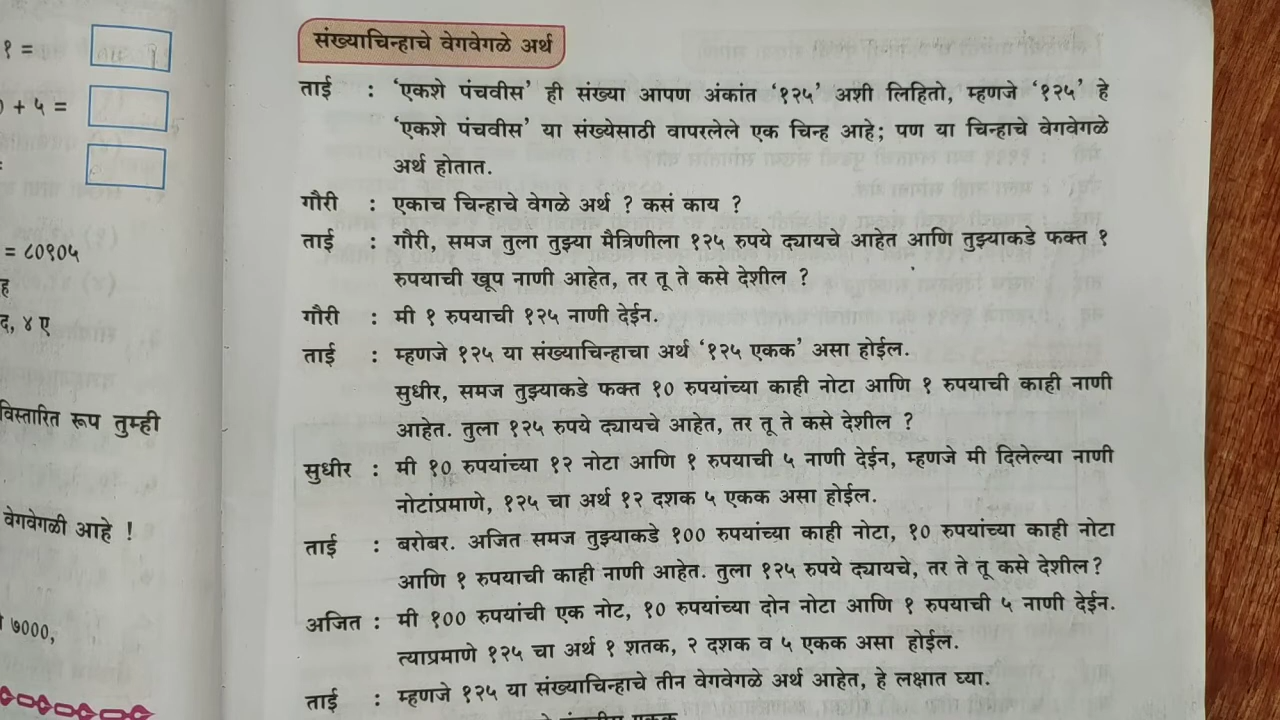 १ =
+ ५ =
= ८०९०५
द, ४ ए
विस्तारित रूप तुम्ही
वेगवेगळी आहे !
७०००,
संख्याचिन्हाचे वेगवेगळे अर्थ
ताई : 'एकशे पंचवीस' ही संख्या आपण अंकांत '१२५' अशी लिहितो, म्हणजे '१२५' हे
'एकशे पंचवीस' या संख्येसाठी वापरलेले एक चिन्ह आहे; पण या चिन्हाचे वेगवेगळे
अर्थ होतात.
गौरी : एकाच चिन्हाचे वेगळे अर्थ ? कसं काय ?
ताई : गौरी, समज तुला तुझ्या मैत्रिणीला १२५ रुपये द्यायचे आहेत आणि तुझ्याकडे फक्त १
रुपयाची खूप नाणी आहेत, तर तू ते कसे देशील ?
गौरी : मी १ रुपयाची १२५ नाणी देईन.
ताई : म्हणजे १२५ या संख्याचिन्हाचा अर्थ '१२५ एकक' असा होईल.
सुधीर, समज तुझ्याकडे फक्त १० रुपयांच्या काही नोटा आणि १ रुपयाची काही नाणी
आहेत. तुला १२५ रुपये द्यायचे आहेत, तर तू ते कसे देशील ?
सुधीर : मी १० रुपयांच्या १२ नोटा आणि १ रुपयाची ५ नाणी देईन, म्हणजे मी दिलेल्या नाणी
नोटांप्रमाणे, १२५ चा अर्थ १२ दशक ५ एकक असा होईल.
ताई : बरोबर. अजित समज तुझ्याकडे १०० रुपयांच्या काही नोटा, १० रुपयांच्या काही नोटा
आणि १ रुपयाची काही नाणी आहेत. तुला १२५ रुपये द्यायचे, तर ते तू कसे देशील ?
अजित : मी १०० रुपयांची एक नोट, १० रुपयांच्या दोन नोटा आणि १ रुपयाची ५ नाणी देईन.
त्याप्रमाणे १२५ चा अर्थ १ शतक, २ दशक व ५ एकक असा होईल.
ताई : म्हणजे १२५ या संख्याचिन्हाचे तीन वेगवेगळे अर्थ आहेत, हे लक्षात घ्या.